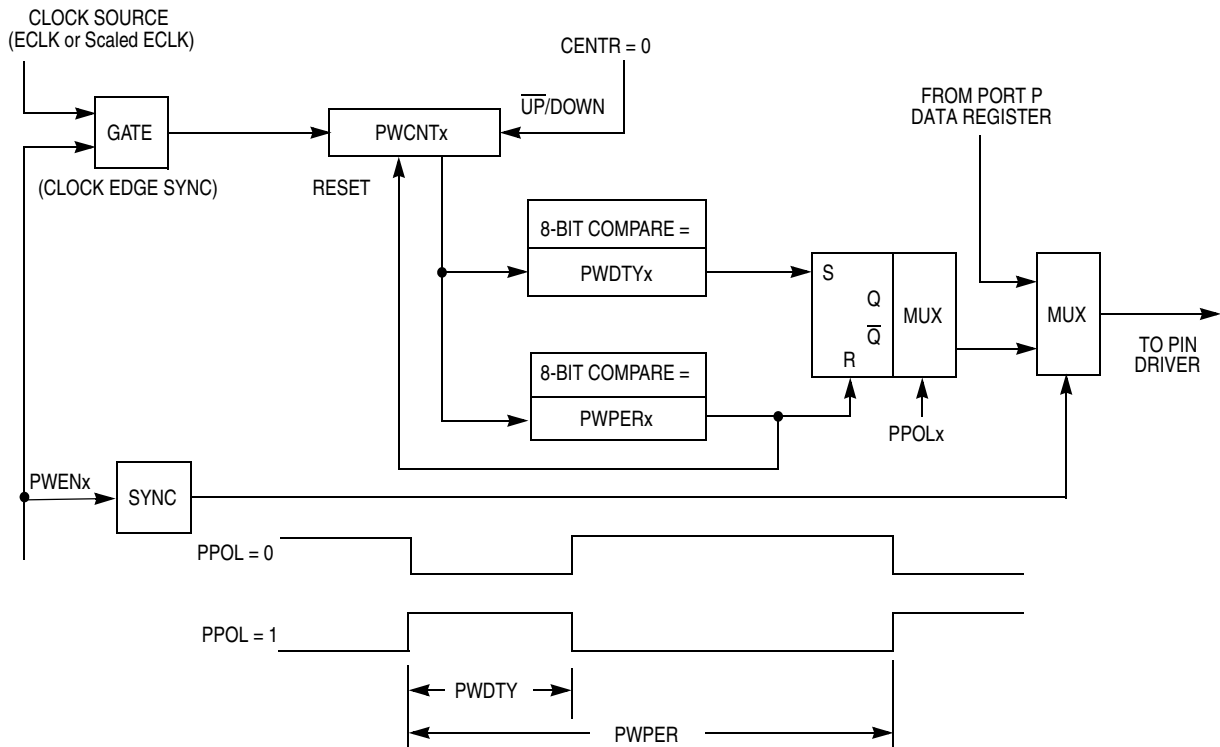 CLOCK SOURCE
(ECLK or Scaled ECLK)
CENTR = 0
U̅P̅/DOWN
FROM PORT P
DATA REGISTER
GATE
PWCNTx
(CLOCK EDGE SYNC)
RESET
8-BIT COMPARE =
PWDTYx
S
Q
Q̅
R
MUX
MUX
TO PIN
DRIVER
8-BIT COMPARE =
PWPERx
PPOLx
PWENx
SYNC
PPOL = 0
PPOL = 1
PWDTY
PWPER